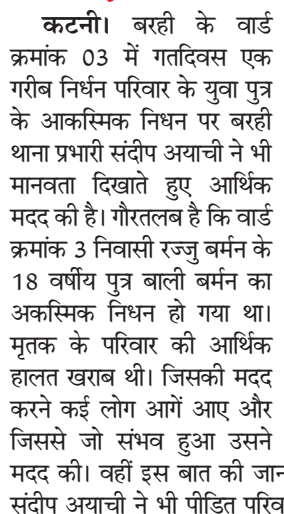 कटनी। बरही के वार्ड
क्रमांक 03 में गतदिवस एक
गरीब निर्धन परिवार के युवा पुत्र
के आकस्मिक निधन पर बरही
थाना प्रभारी संदीप अयाची ने भी
मानवता दिखाते हुए आर्थिक
मदद की है। गौरतलब है कि वार्ड
क्रमांक 3 निवासी रज्जु बर्मन के
18 वर्षीय पुत्र बाली बर्मन का
अकस्मिक निधन हो गया था।
मृतक के परिवार की आर्थिक
हालत खराब थी। जिसकी मदद
करने कई लोग आगें आए और
जिससे जो संभव हुआ उसने
मदद की। वहीं इस बात की
संदीप अयाची ने भी पीडित